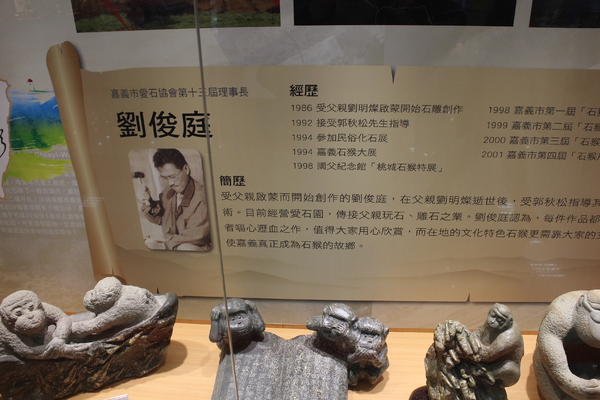 嘉義市愛石協會第十三屆理事長
劉俊庭
經歷
1986 受父親劉明燦啟蒙開始石雕創作
1992 接受郭秋松先生指導
1994 參加民俗化石展
1994 嘉義石猴大展
1998 國父紀念館「桃城石猴特展」
1998 嘉義市第一屆「石
1999 嘉義市第二屆「石
2000 嘉義市第三屆「石猴
2001 嘉義市第四屆「石猴
簡歷
受父親啟蒙而開始創作的劉俊庭，在父親劉明燦逝世後，受郭秋松指導其
術。目前經營愛石園，傳接父親玩石、雕石之業。劉俊庭認為，每件作品都
者嘔心瀝血之作，值得大家用心欣賞，而在地的文化特色石猴更需靠大家的
使嘉義真正成為石猴的故鄉。